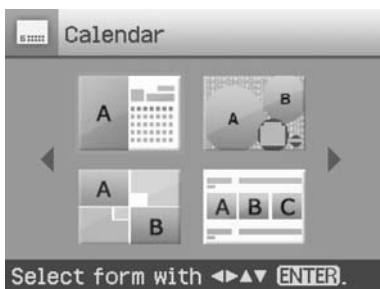 Calendar
A
A B
A
B
A B C
Select form with ◄►▲▼ ENTER.